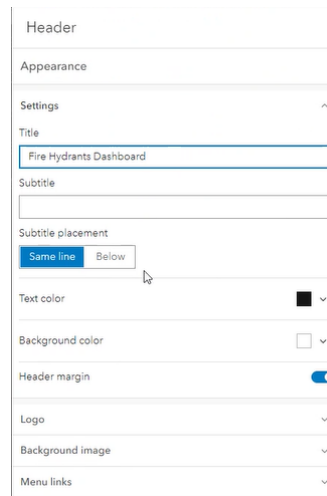 Header
Appearance
Settings
Title
Fire Hydrants Dashboard
Subtitle
Subtitle placement
Same line Below
Text color
Background color
Header margin
Logo
Background image
Menu links